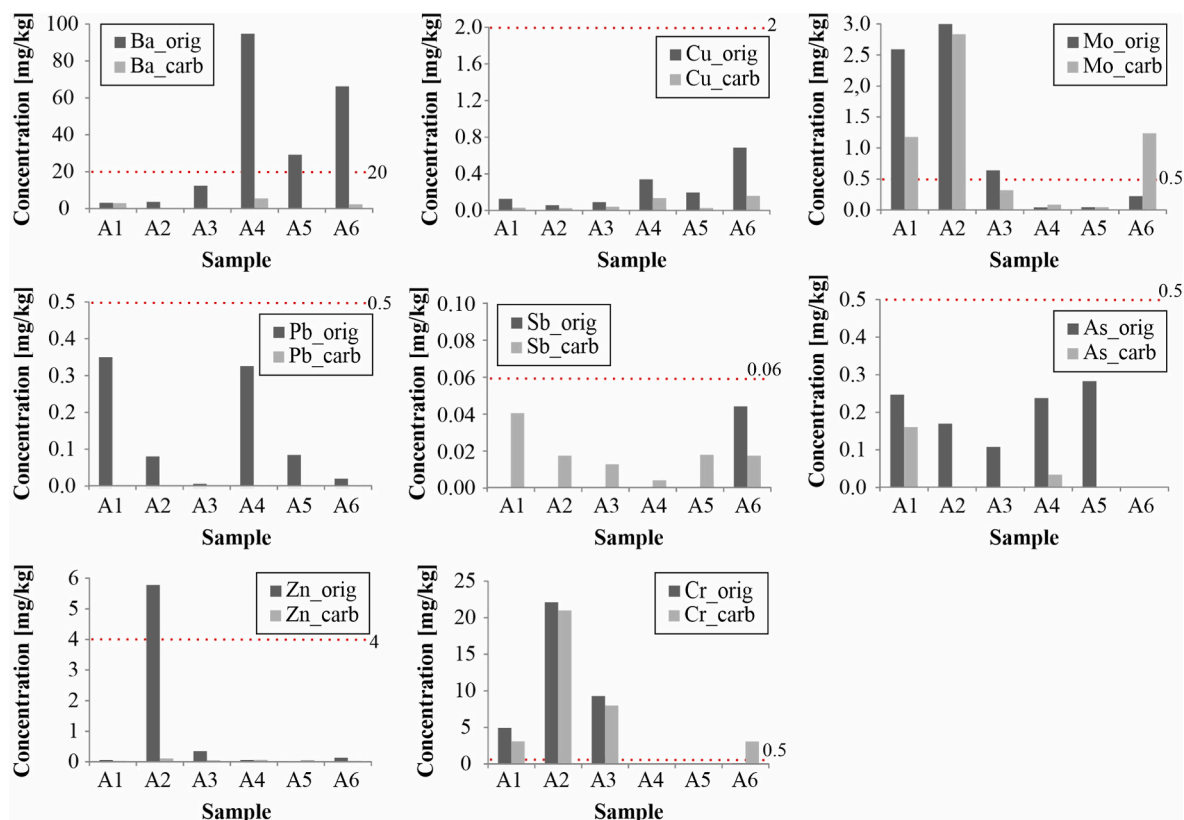 Concentration [mg/kg]
100
80
60
40
20
0
Ba_orig
Ba_carb
20
A1 A2 A3 A4 A5 A6
Sample
Concentration [mg/kg]
2.0
1.6
1.2
0.8
0.4
0.0
2
Cu_orig
Cu_carb
A1 A2 A3 A4 A5 A6
Sample
Concentration [mg/kg]
3.0
2.5
2,0
1.5
1.0
0.5
0.0
Mo_orig
Mo_carb
0.5
A1 A2 A3 A4 A5 A6
Sample
Concentration [mg/kg]
0.5
0.4
0.3
0.2
0.1
0.0
0.5
Pb_orig
Pb_carb
A1 A2 A3 A4 A5 A6
Sample
Concentration [mg/kg]
0.10
0.08
0.06
0.04
0.02
0.00
Sb_orig
Sb_carb
0.06
A1 A2 A3 A4 A5 A6
Sample
Concentration [mg/kg]
0.5
0.4
0.3
0.2
0.1
0.0
0.5
As_orig
As_carb
A1 A2 A3 A4 A5 A6
Sample
Concentration [mg/kg]
6
5
4
3
2
1
0
Zn_orig
Zn_carb
4
A1 A2 A3 A4 A5 A6
Sample
Concentration [mg/kg]
25
20
15
10
5
0
Cr_orig
Cr_carb
0.5
A1 A2 A3 A4 A5 A6
Sample